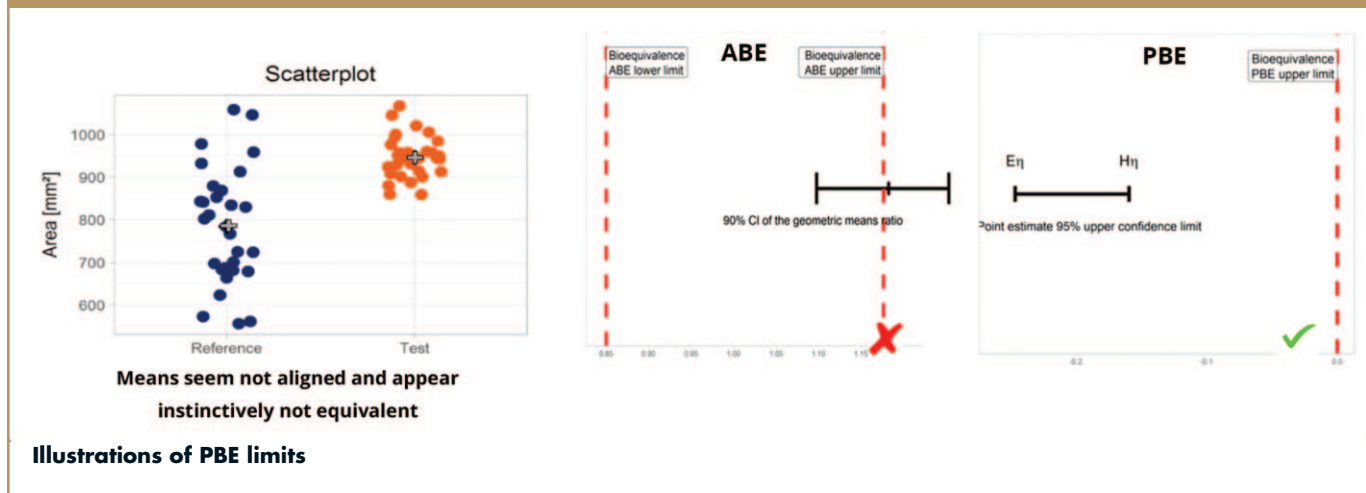 Scatterplot
Area [mm²]
1000
900
800
700
600
Reference
Test
Means seem not aligned and appear
instinctively not equivalent
ABE
Bioequivalence
ABE lower limit
Bioequivalence
ABE upper limit
90% CI of the geometric means ratio
0.85
0.90
0.95
1.00
1.05
1.10
1.15
PBE
Bioequivalence
PBE upper limit
Eη
Hη
Point estimate 95% upper confidence limit
-0.2
-0.1
0.0
Illustrations of PBE limits